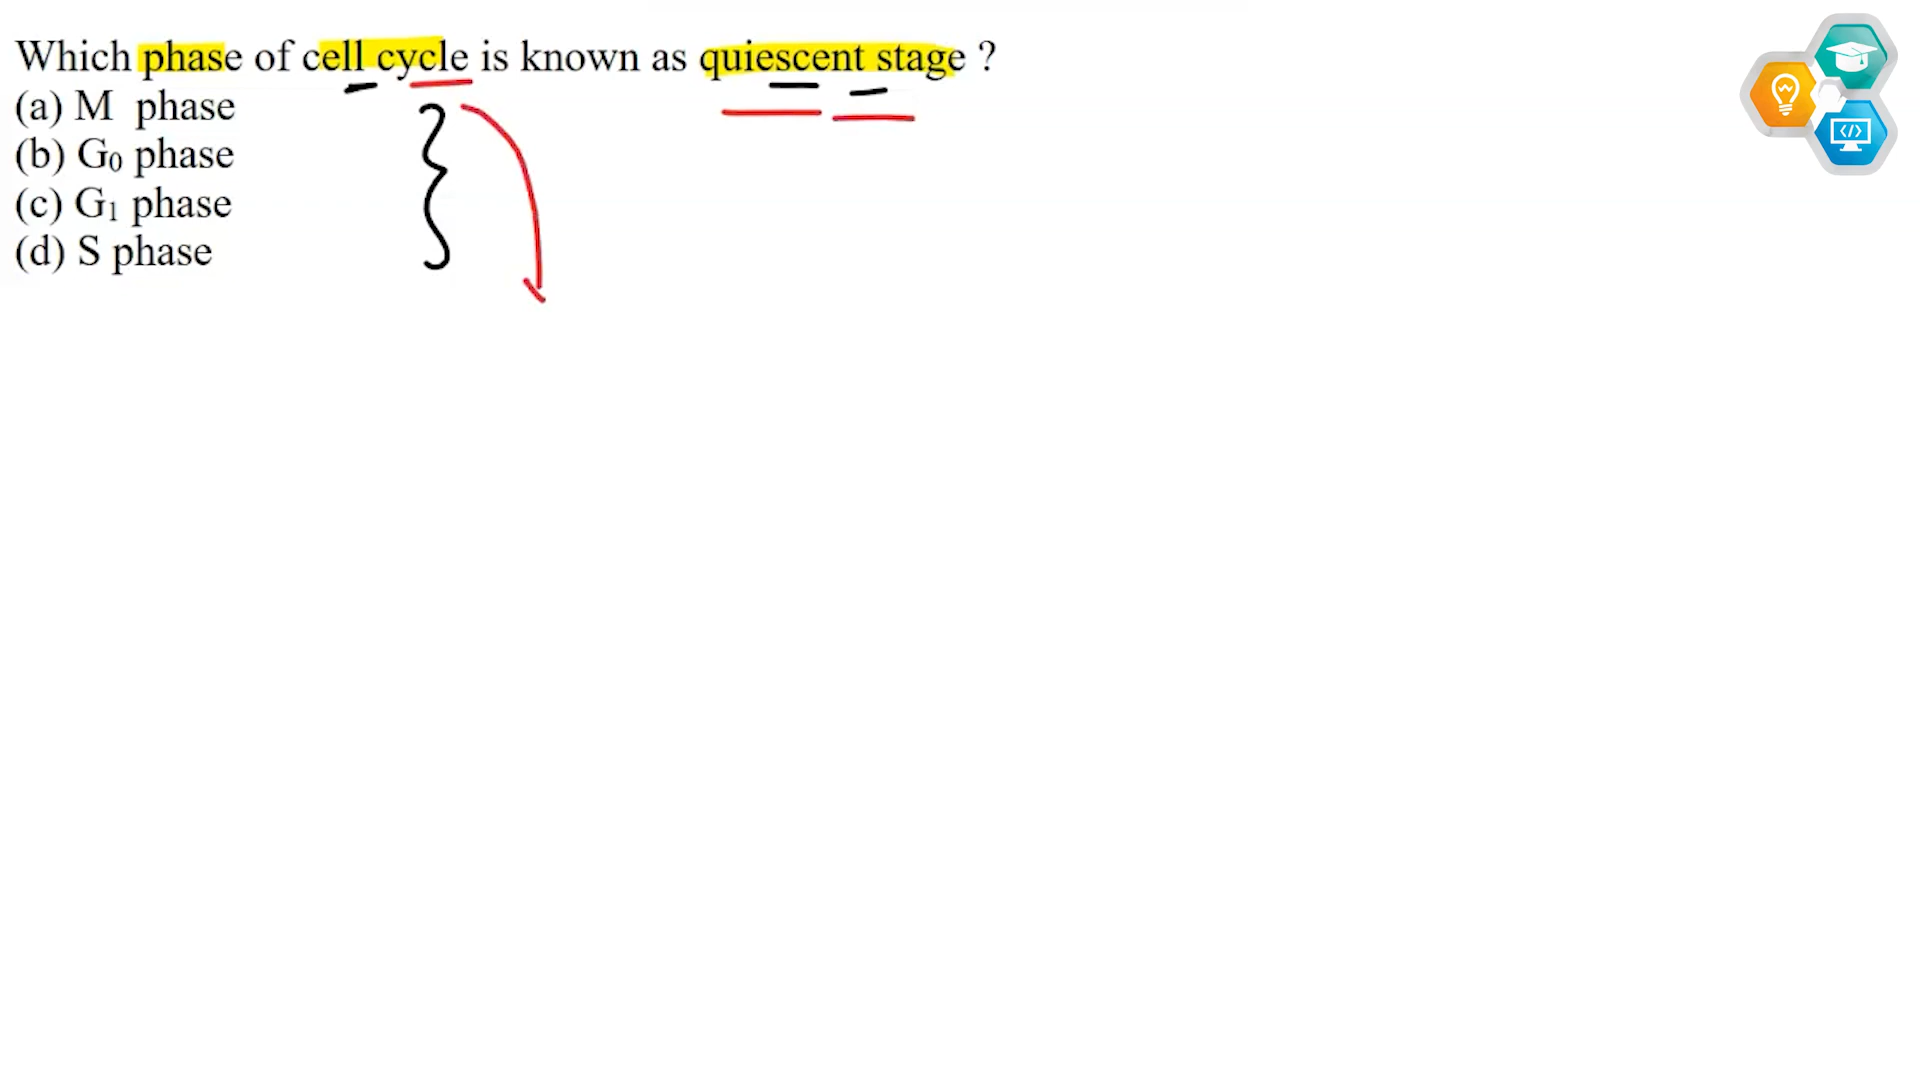 Which phase of cell cycle is known as quiescent stage ?
(a) M phase
(b) G₀ phase
(c) G₁ phase
(d) S phase